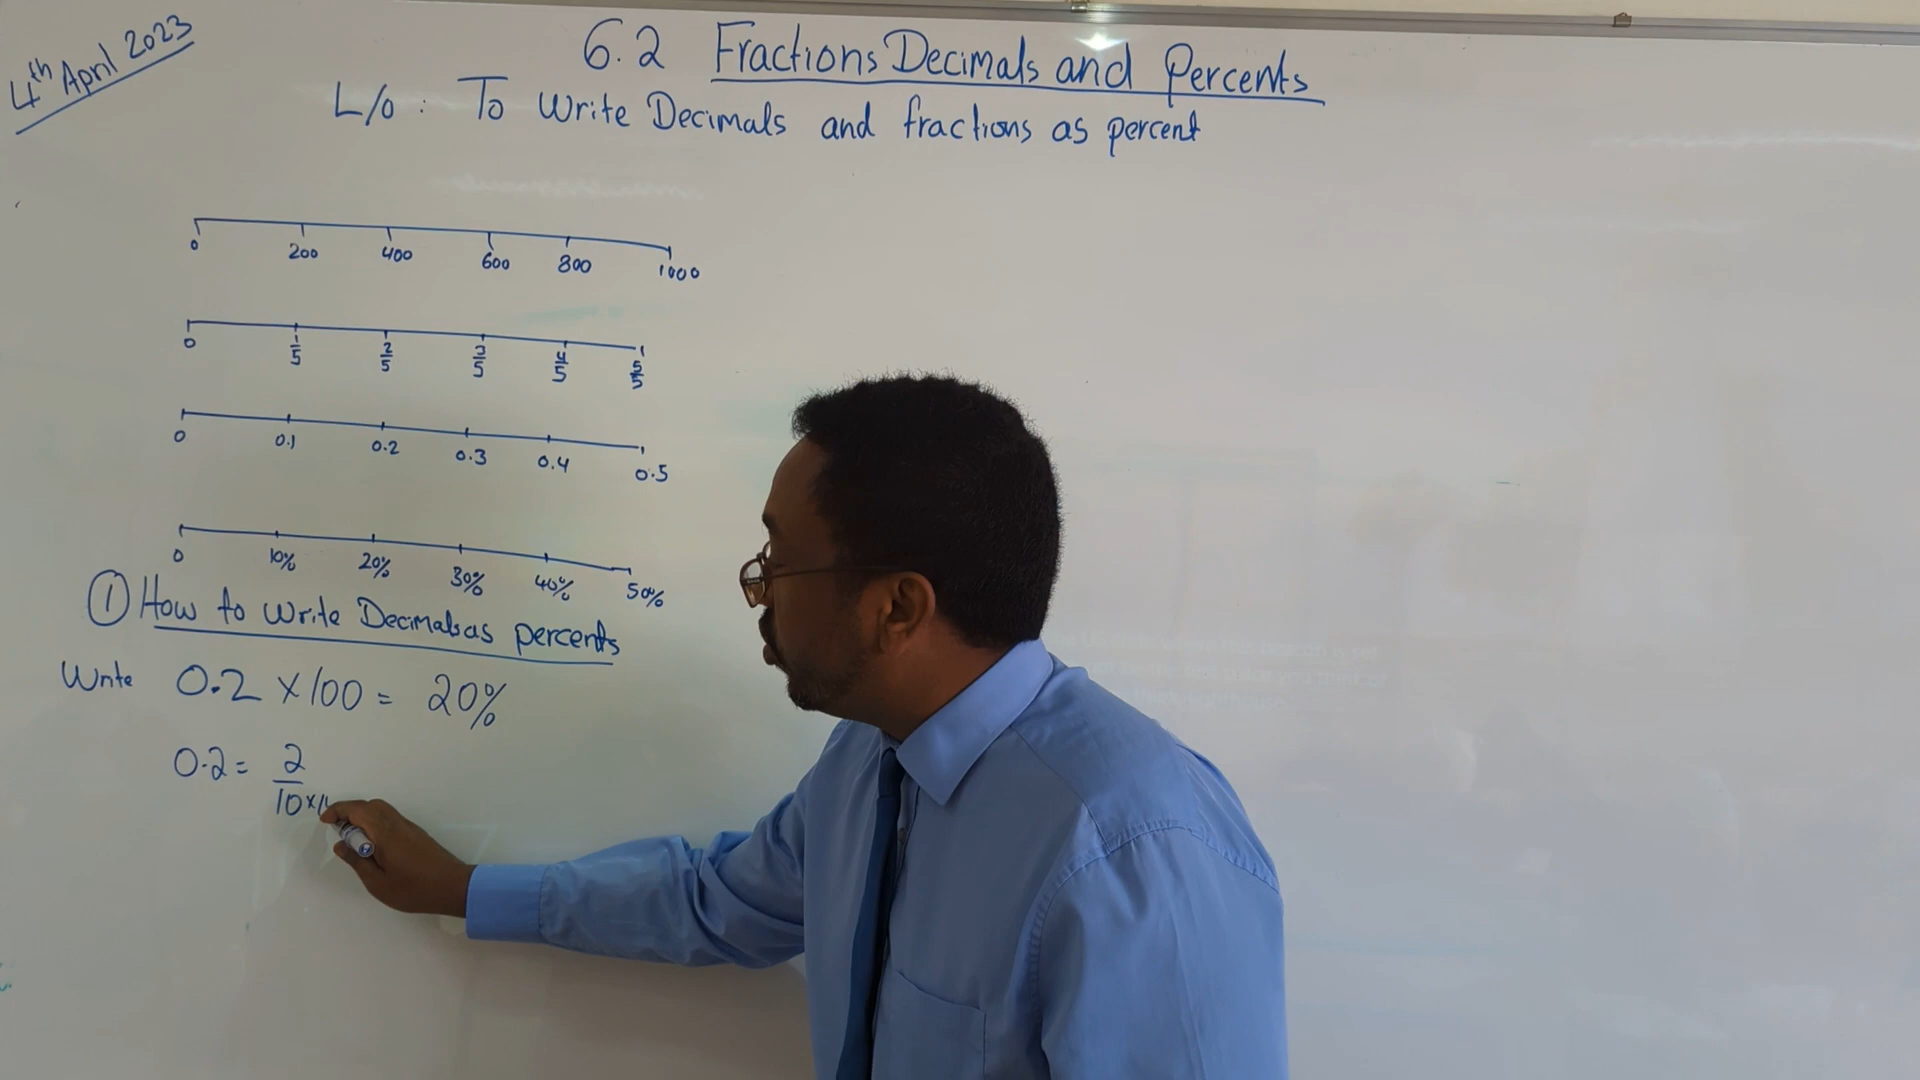 4th April 2023
6.2 Fractions Decimals and Percents
L/o : To Write Decimals and fractions as percent
0 200 400 600 800 1000
0 1/5 2/5 3/5 4/5 5/5
0 0.1 0.2 0.3 0.4 0.5
0 10% 20% 30% 40% 50%
① How to Write Decimals as percents
Write 0.2 × 100 = 20%
0.2 = 2/10 ×1